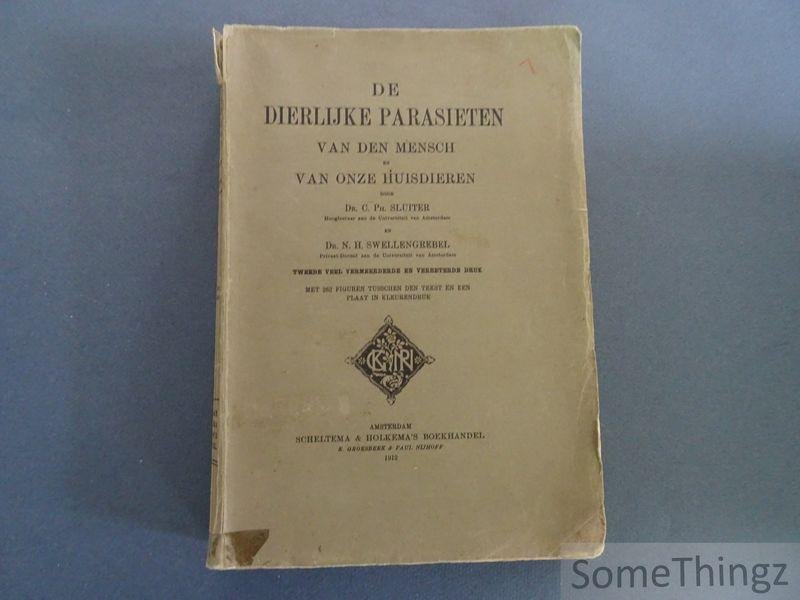 DE
DIERLIJKE PARASIETEN
VAN DEN MENSCH
EN
VAN ONZE HUISDIEREN
DOOR
Dr. C. Ph. SLUITER
Hoogleeraar aan de Universiteit van Amsterdam
EN
Dr. N. H. SWELLENGREBEL
Privaat-Docent aan de Universiteit van Amsterdam
TWEEDE VEEL VERMEERDERDE EN VERBETERDE DRUK
MET 262 FIGUREN TUSSCHEN DEN TEKST EN EEN
PLAAT IN KLEURENDRUK
AMSTERDAM
SCHELTEMA & HOLKEMA'S BOEKHANDEL
K. GROESBEEK & PAUL NIJHOFF
1912
SomeThingz